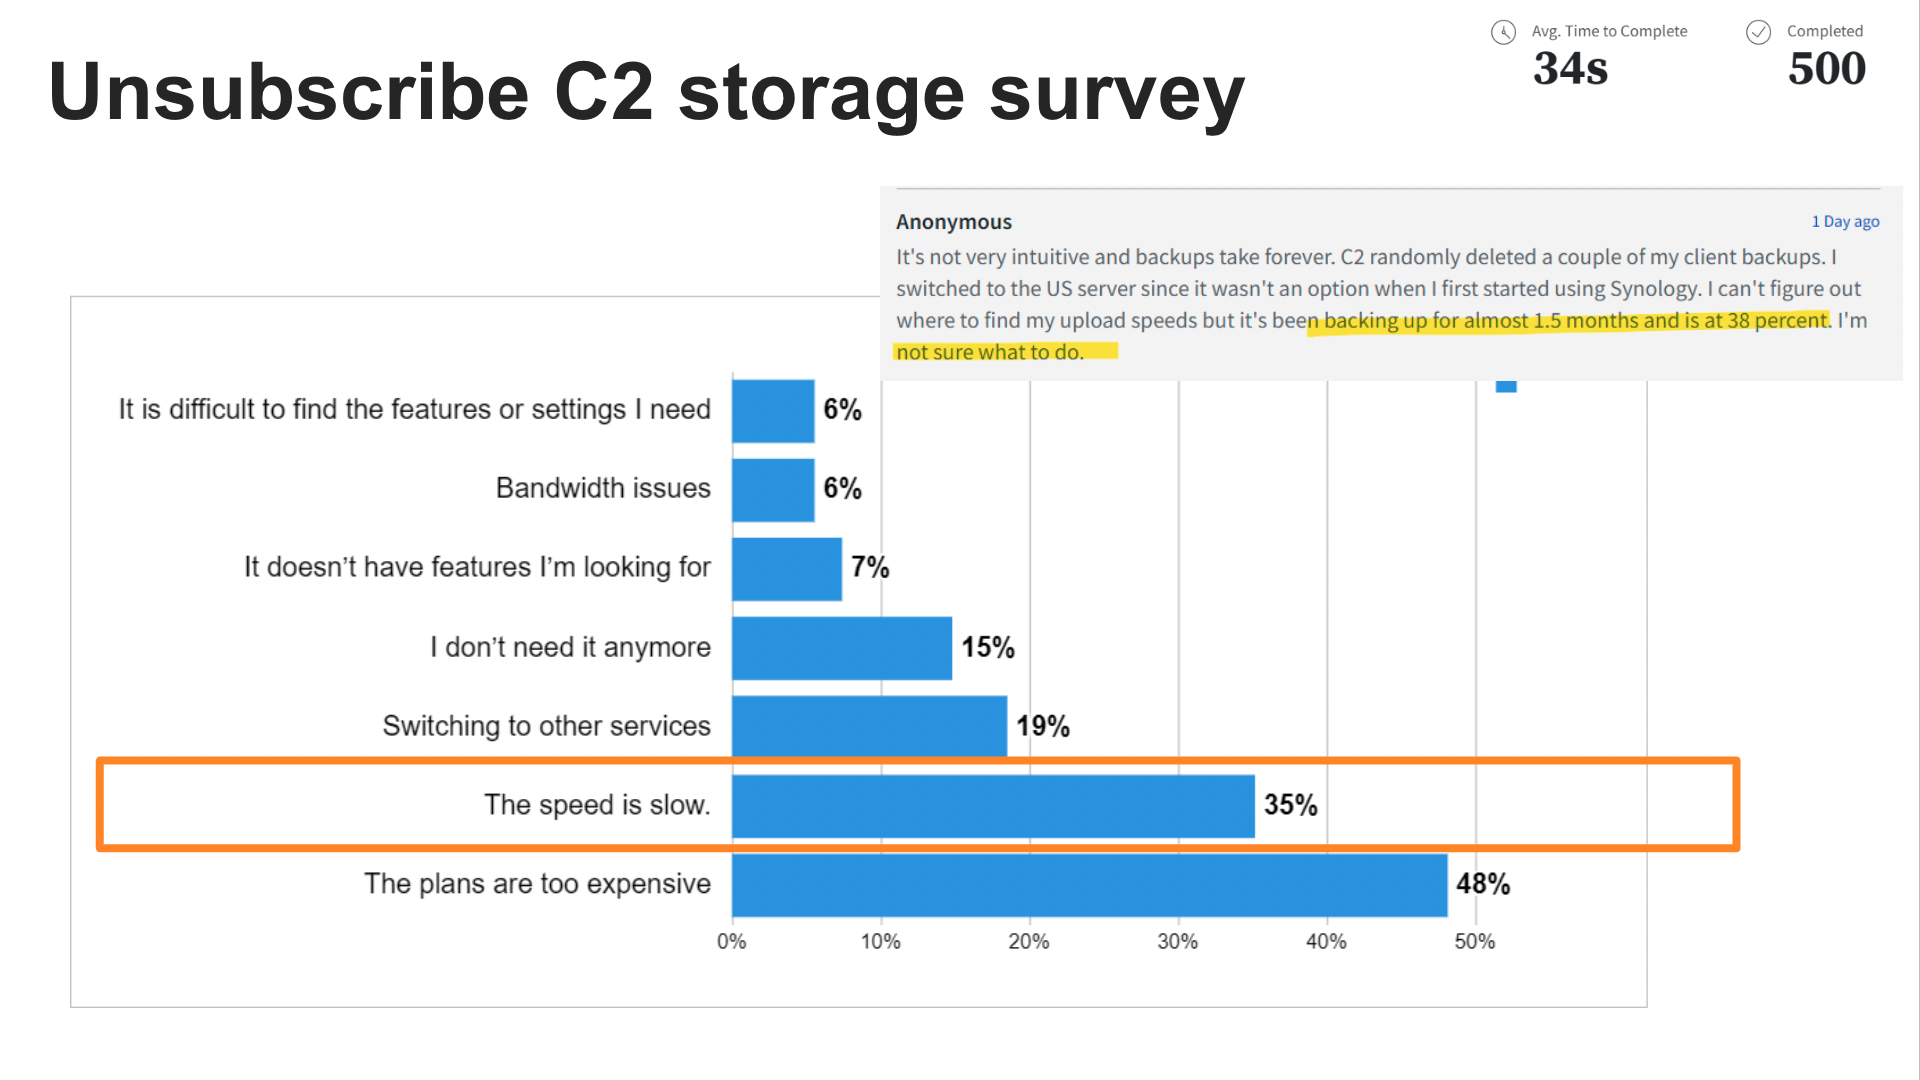 Unsubscribe C2 storage survey
Avg. Time to Complete
34s
Completed
500
Anonymous
1 Day ago
It's not very intuitive and backups take forever. C2 randomly deleted a couple of my client backups. I
switched to the US server since it wasn't an option when I first started using Synology. I can't figure out
where to find my upload speeds but it's been backing up for almost 1.5 months and is at 38 percent. I'm
not sure what to do.
It is difficult to find the features or settings I need
6%
Bandwidth issues
6%
It doesn’t have features I’m looking for
7%
I don’t need it anymore
15%
Switching to other services
19%
The speed is slow.
35%
The plans are too expensive
48%
0%
10%
20%
30%
40%
50%